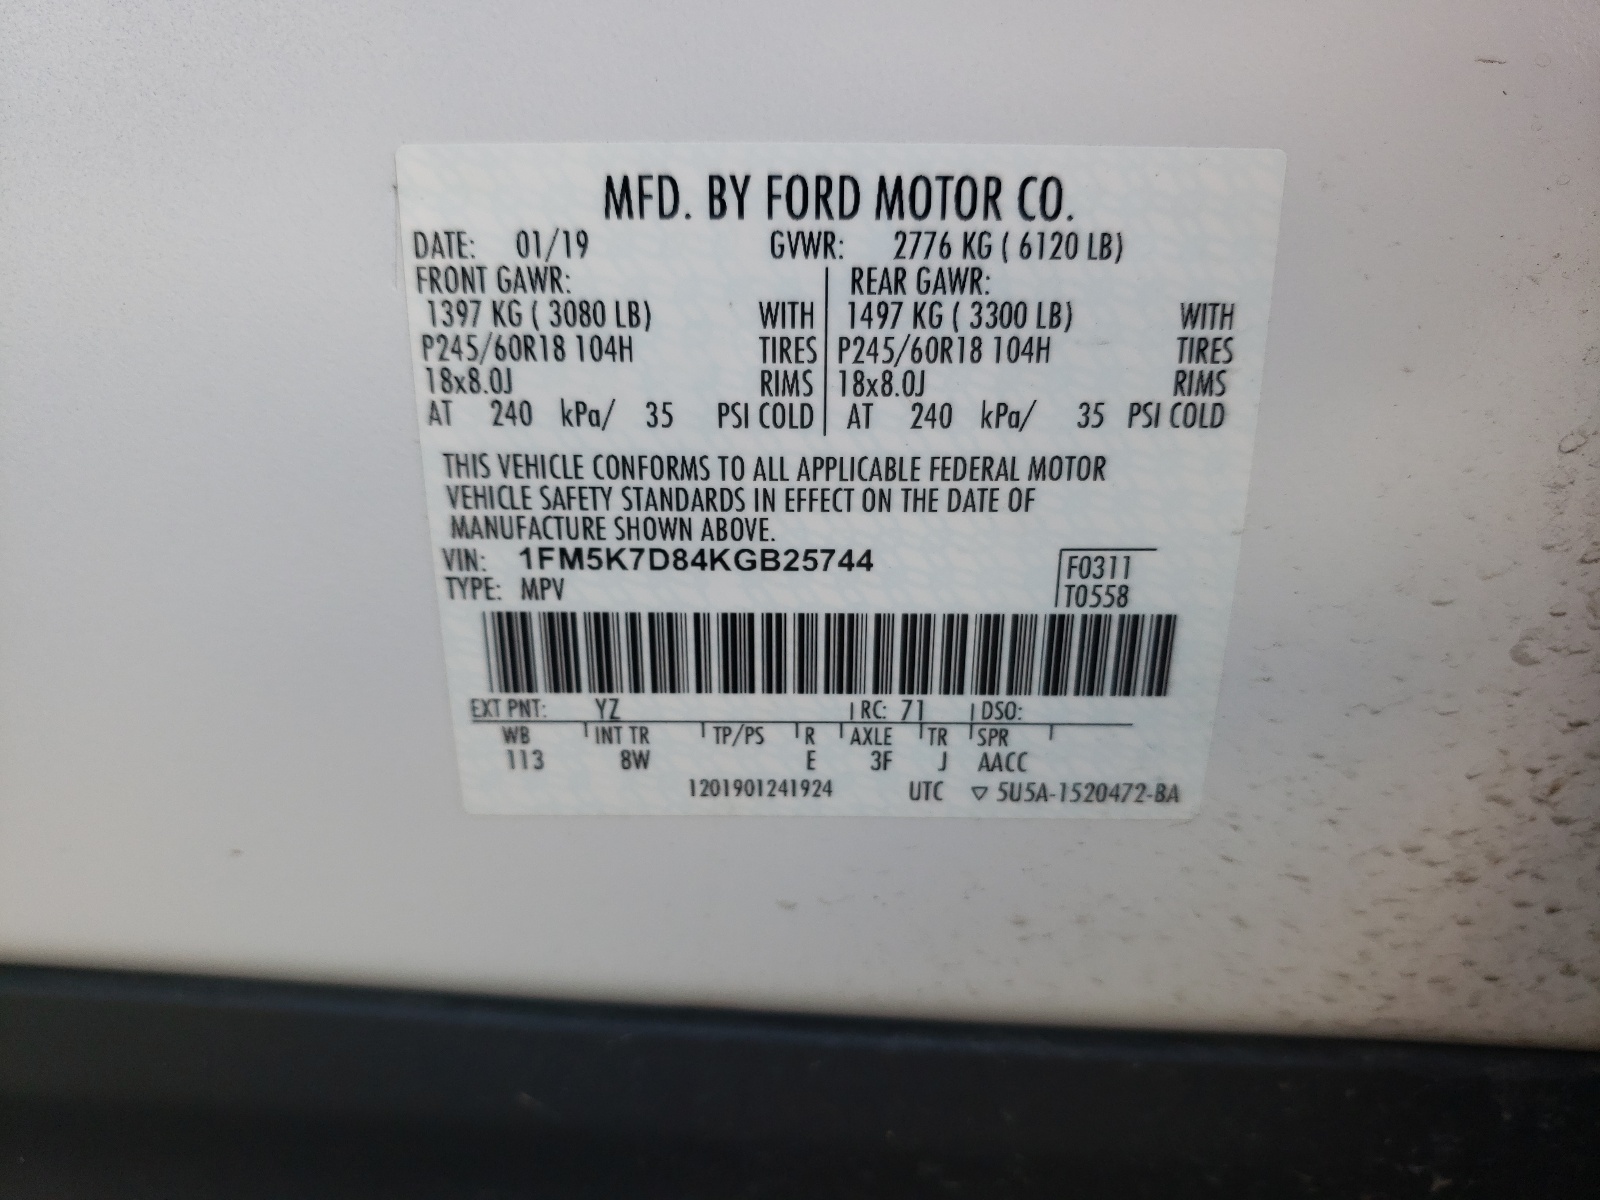 MFD. BY FORD MOTOR CO.
DATE: 01/19 GVWR: 2776 KG ( 6120 LB)
FRONT GAWR: REAR GAWR:
1397 KG ( 3080 LB) WITH 1497 KG ( 3300 LB) WITH
P245/60R18 104H TIRES P245/60R18 104H TIRES
18x8.0J RIMS 18x8.0J RIMS
AT 240 kPa/ 35 PSI COLD AT 240 kPa/ 35 PSI COLD
THIS VEHICLE CONFORMS TO ALL APPLICABLE FEDERAL MOTOR
VEHICLE SAFETY STANDARDS IN EFFECT ON THE DATE OF
MANUFACTURE SHOWN ABOVE.
VIN: 1FM5K7D84KGB25744 F0311
TYPE: MPV T0558
EXT PNT: YZ RC: 71 DSO:
WB INT TR TP/PS R AXLE TR SPR
113 8W E 3F J AACC
1201901241924 UTC ▽ 5U5A-1520472-BA